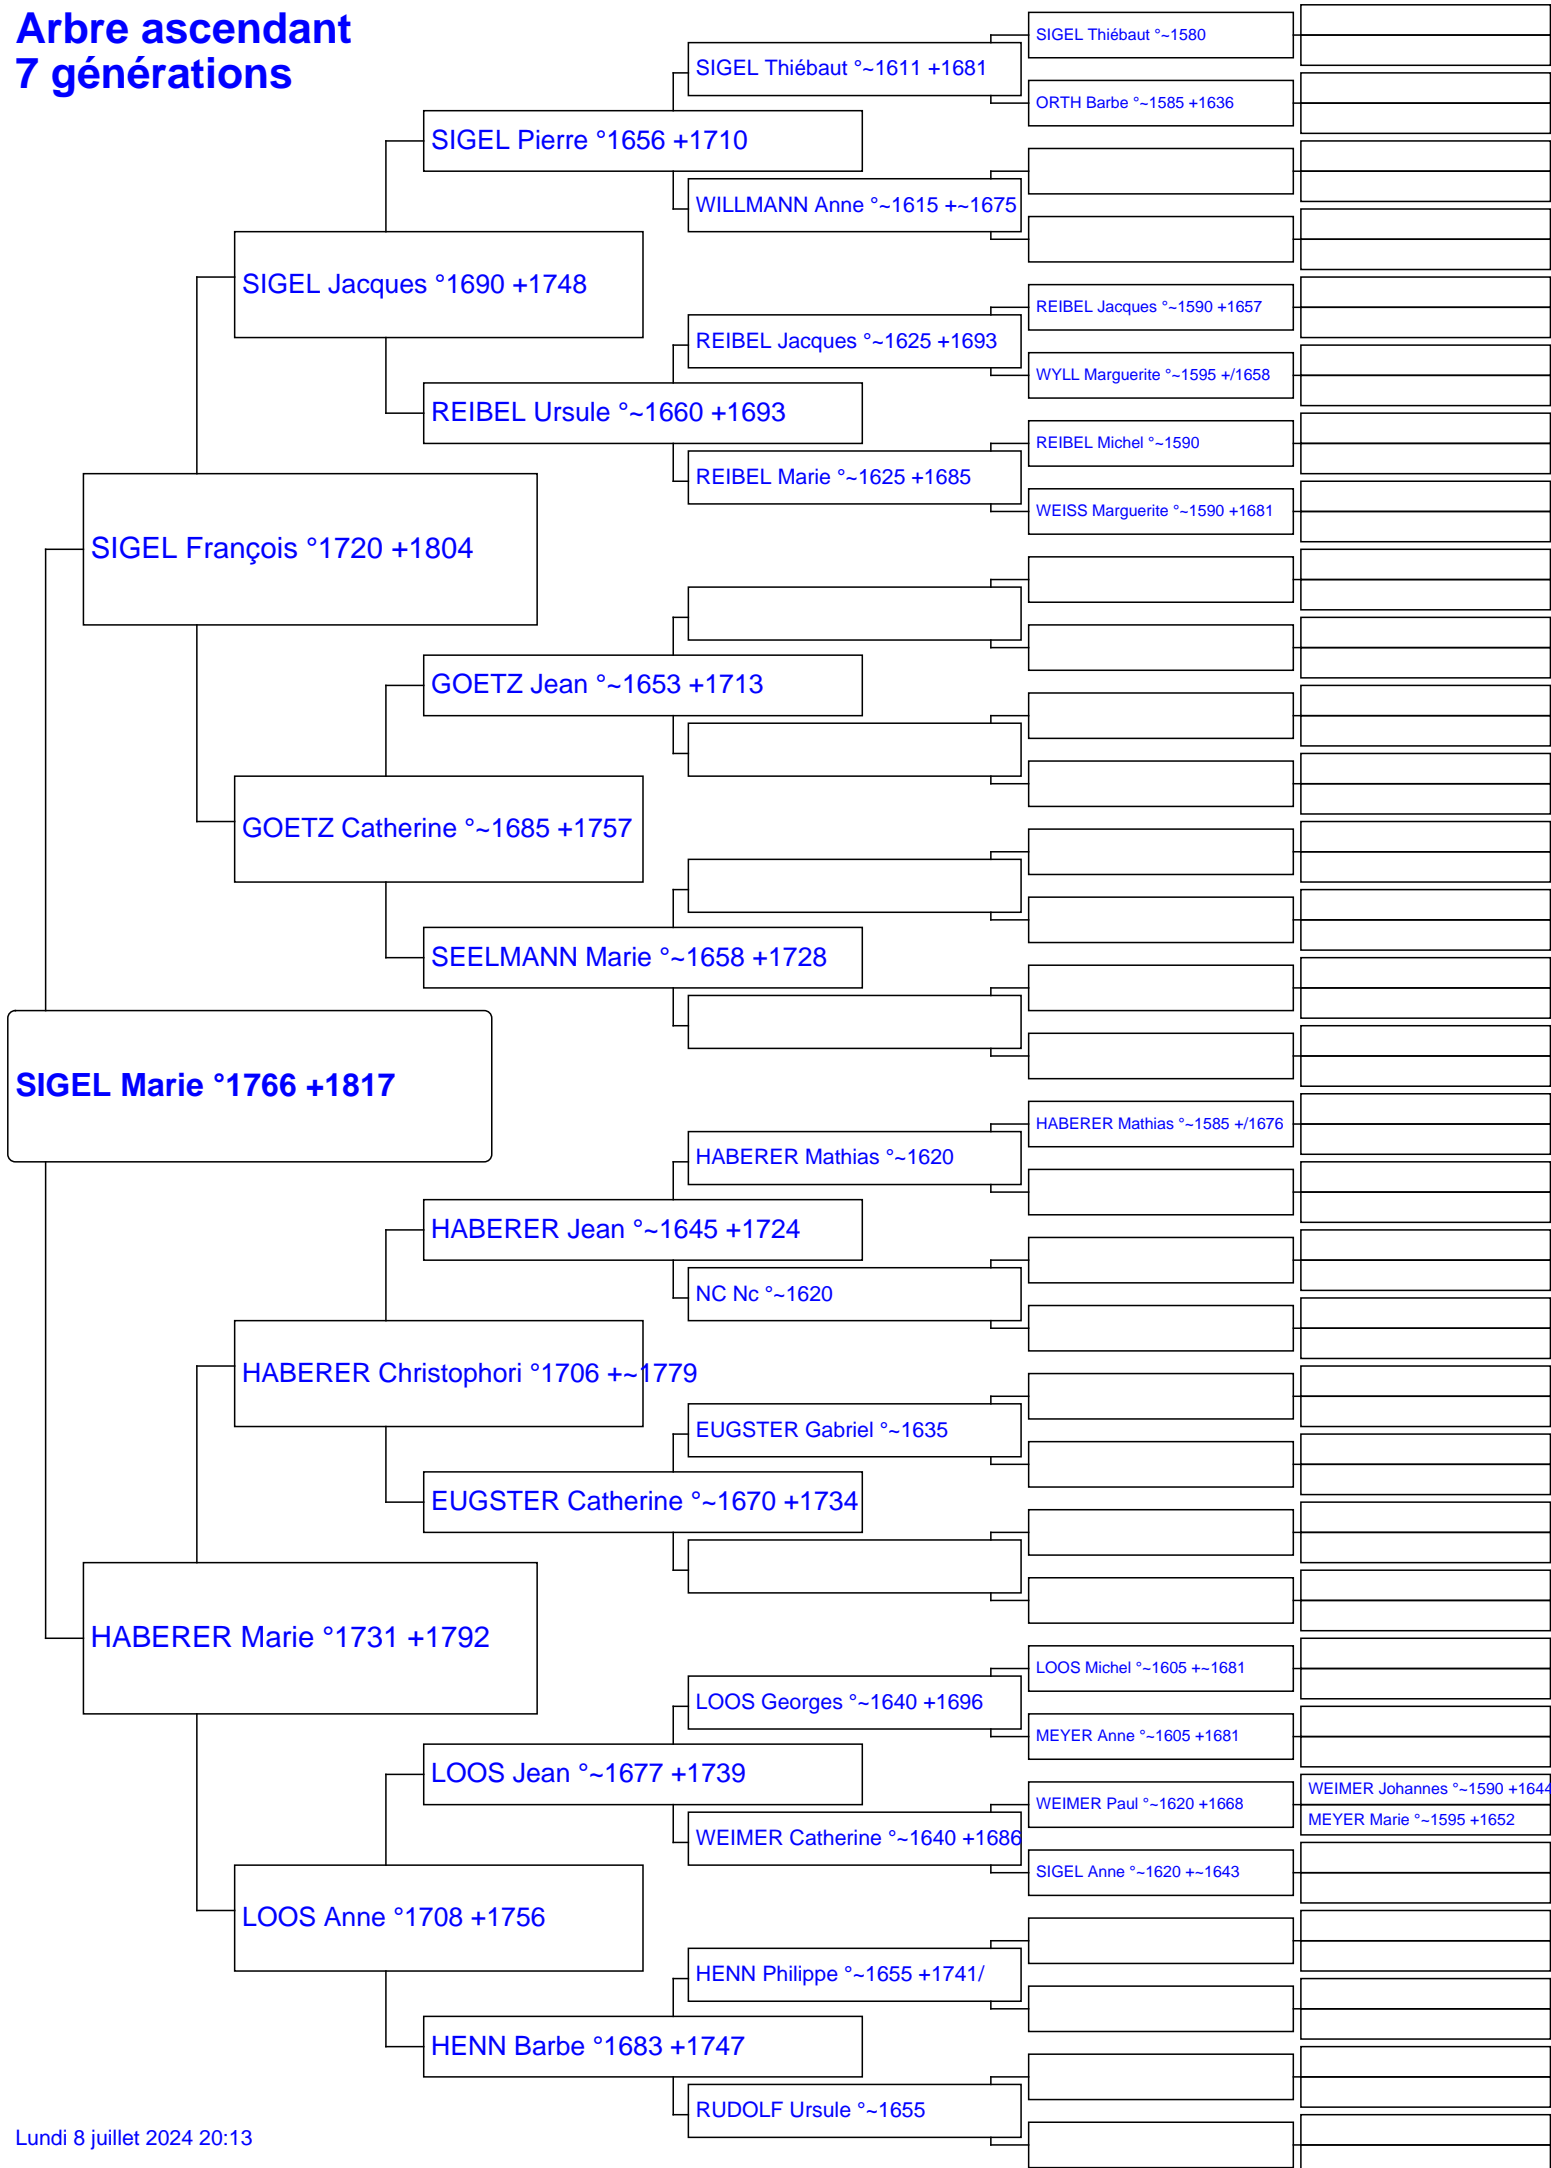 Arbre ascendant
7 générations
SIGEL Thiébaut °~1580
SIGEL Thiébaut °~1611 +1681
ORTH Barbe °~1585 +1636
SIGEL Pierre °1656 +1710
WILLMANN Anne °~1615 +~1675
SIGEL Jacques °1690 +1748
REIBEL Jacques °~1590 +1657
REIBEL Jacques °~1625 +1693
WYLL Marguerite °~1595 +/1658
REIBEL Ursule °~1660 +1693
REIBEL Michel °~1590
REIBEL Marie °~1625 +1685
WEISS Marguerite °~1590 +1681
SIGEL François °1720 +1804
GOETZ Jean °~1653 +1713
GOETZ Catherine °~1685 +1757
SEELMANN Marie °~1658 +1728
SIGEL Marie °1766 +1817
HABERER Mathias °~1585 +/1676
HABERER Mathias °~1620
HABERER Jean °~1645 +1724
NC Nc °~1620
HABERER Christophori °1706 +~1779
EUGSTER Gabriel °~1635
EUGSTER Catherine °~1670 +1734
HABERER Marie °1731 +1792
LOOS Michel °~1605 +~1681
LOOS Georges °~1640 +1696
MEYER Anne °~1605 +1681
LOOS Jean °~1677 +1739
WEIMER Johannes °~1590 +1644
WEIMER Paul °~1620 +1668
MEYER Marie °~1595 +1652
WEIMER Catherine °~1640 +1686
SIGEL Anne °~1620 +~1643
LOOS Anne °1708 +1756
HENN Philippe °~1655 +1741/
HENN Barbe °1683 +1747
RUDOLF Ursule °~1655
Lundi 8 juillet 2024 20:13